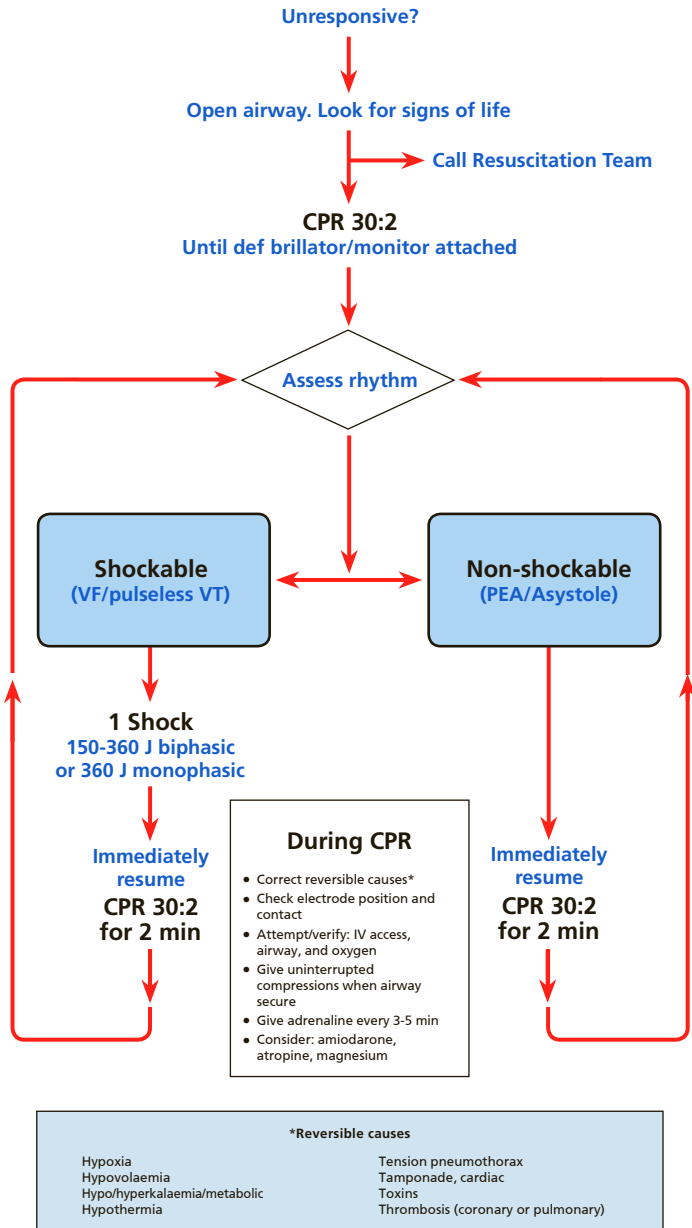 Unresponsive?
Open airway. Look for signs of life
Call Resuscitation Team
CPR 30:2
Until def brillator/monitor attached
Assess rhythm
Shockable
(VF/pulseless VT)
Non-shockable
(PEA/Asystole)
1 Shock
150-360 J biphasic
or 360 J monophasic
Immediately
resume
CPR 30:2
for 2 min
During CPR
• Correct reversible causes*
• Check electrode position and
contact
• Attempt/verify: IV access,
airway, and oxygen
• Give uninterrupted
compressions when airway
secure
• Give adrenaline every 3-5 min
• Consider: amiodarone,
atropine, magnesium
Immediately
resume
CPR 30:2
for 2 min
*Reversible causes
Hypoxia
Hypovolaemia
Hypo/hyperkalaemia/metabolic
Hypothermia
Tension pneumothorax
Tamponade, cardiac
Toxins
Thrombosis (coronary or pulmonary)